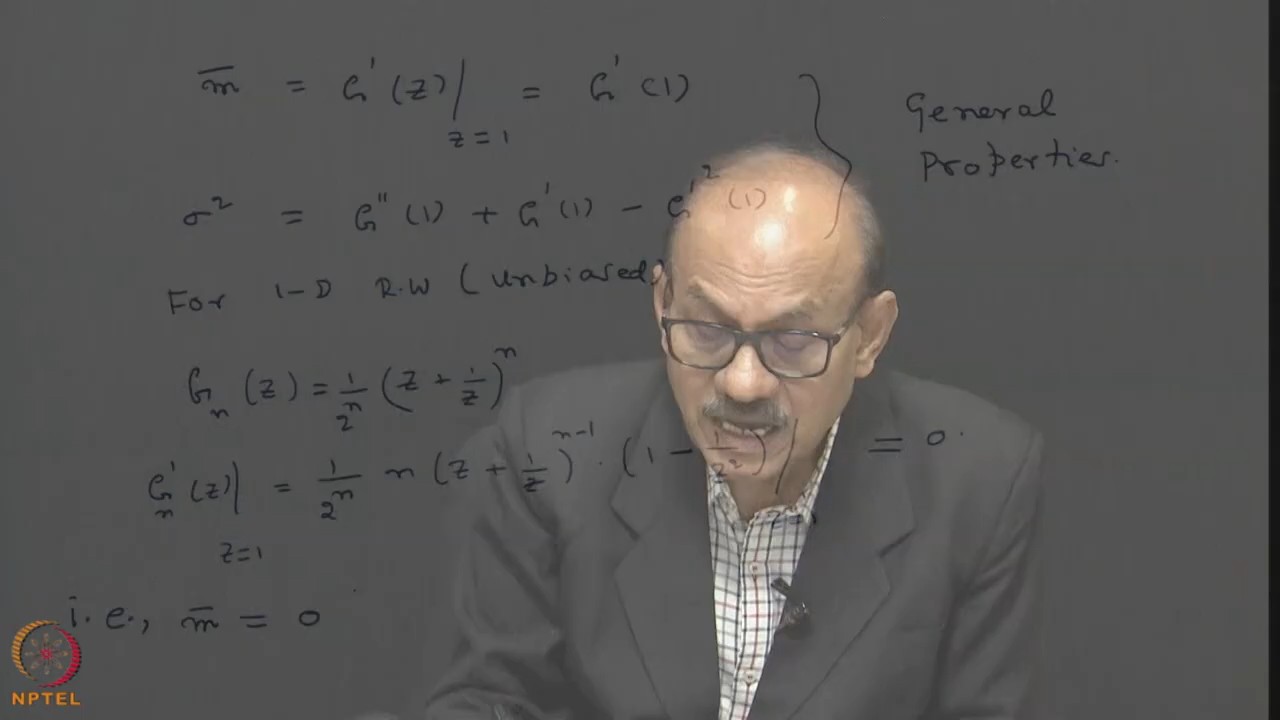 m̄ = G'(z)|z=1 = G'(1)
General
Properties.
σ² = G''(1) + G'(1) - G'²(1)
For 1-D R.W (unbiased)
Gₙ(z) = 1/2ⁿ (z + 1/z)ⁿ
G'ₙ(z)|z=1 = 1/2ⁿ n (z + 1/z)ⁿ⁻¹ · (1 - 1/z²)|z=1 = 0.
i.e., m̄ = 0
NPTEL